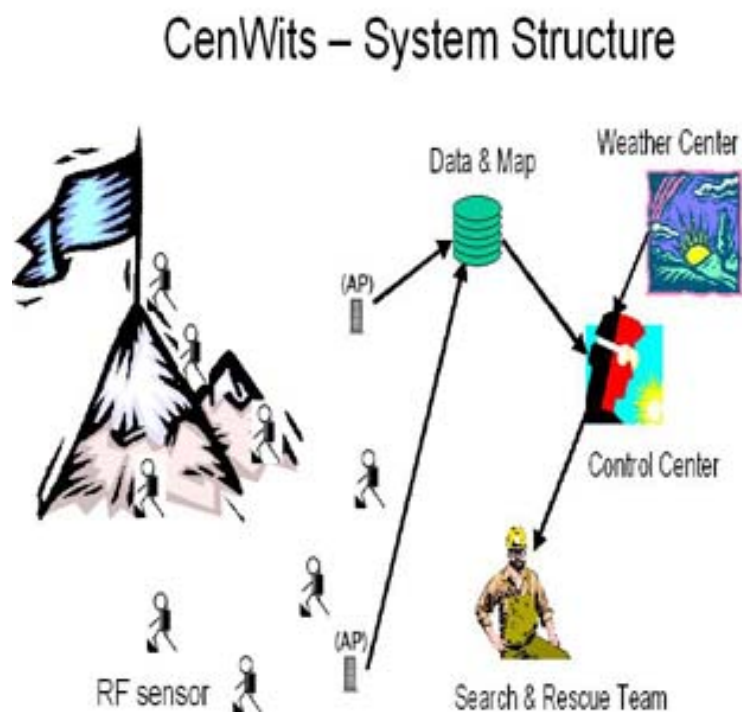 CenWits – System Structure
Weather Center
Data & Map
(AP)
Control Center
(AP)
RF sensor
Search & Rescue Team